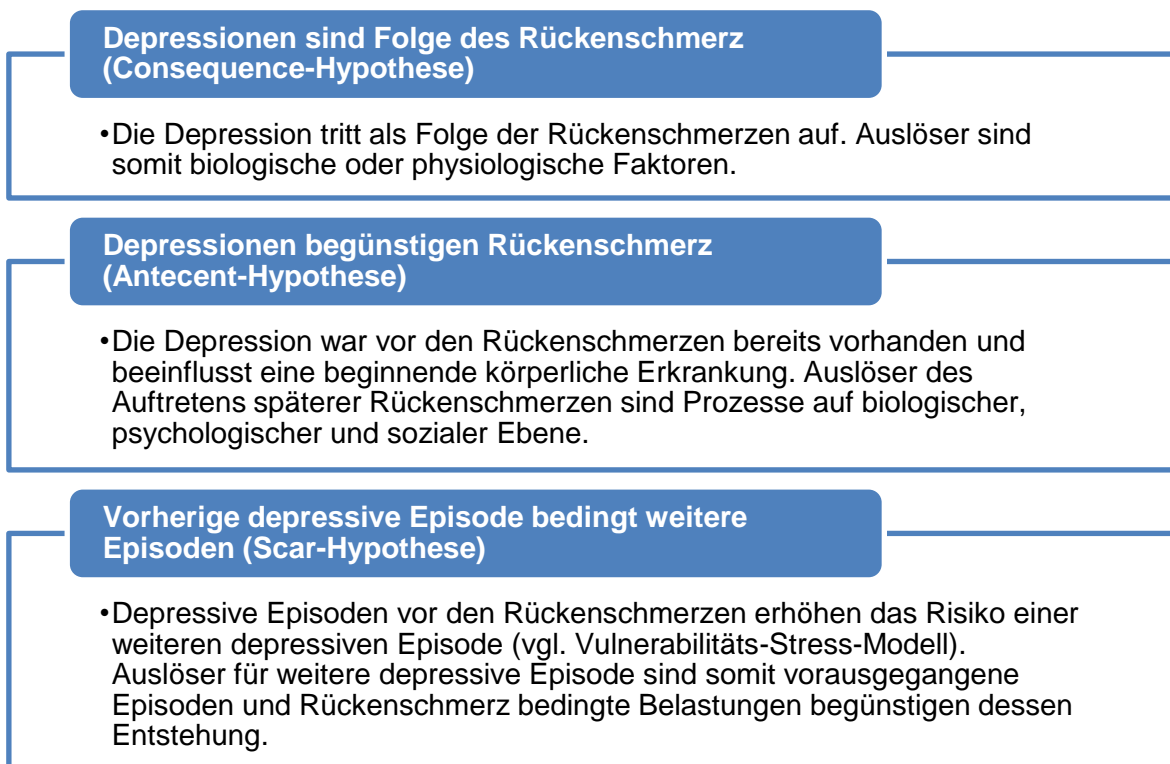 Depressionen sind Folge des Rückenschmerz
(Consequence-Hypothese)
•Die Depression tritt als Folge der Rückenschmerzen auf. Auslöser sind
somit biologische oder physiologische Faktoren.
Depressionen begünstigen Rückenschmerz
(Antecent-Hypothese)
•Die Depression war vor den Rückenschmerzen bereits vorhanden und
beeinflusst eine beginnende körperliche Erkrankung. Auslöser des
Auftretens späterer Rückenschmerzen sind Prozesse auf biologischer,
psychologischer und sozialer Ebene.
Vorherige depressive Episode bedingt weitere
Episoden (Scar-Hypothese)
•Depressive Episoden vor den Rückenschmerzen erhöhen das Risiko einer
weiteren depressiven Episode (vgl. Vulnerabilitäts-Stress-Modell).
Auslöser für weitere depressive Episode sind somit vorausgegangene
Episoden und Rückenschmerz bedingte Belastungen begünstigen dessen
Entstehung.